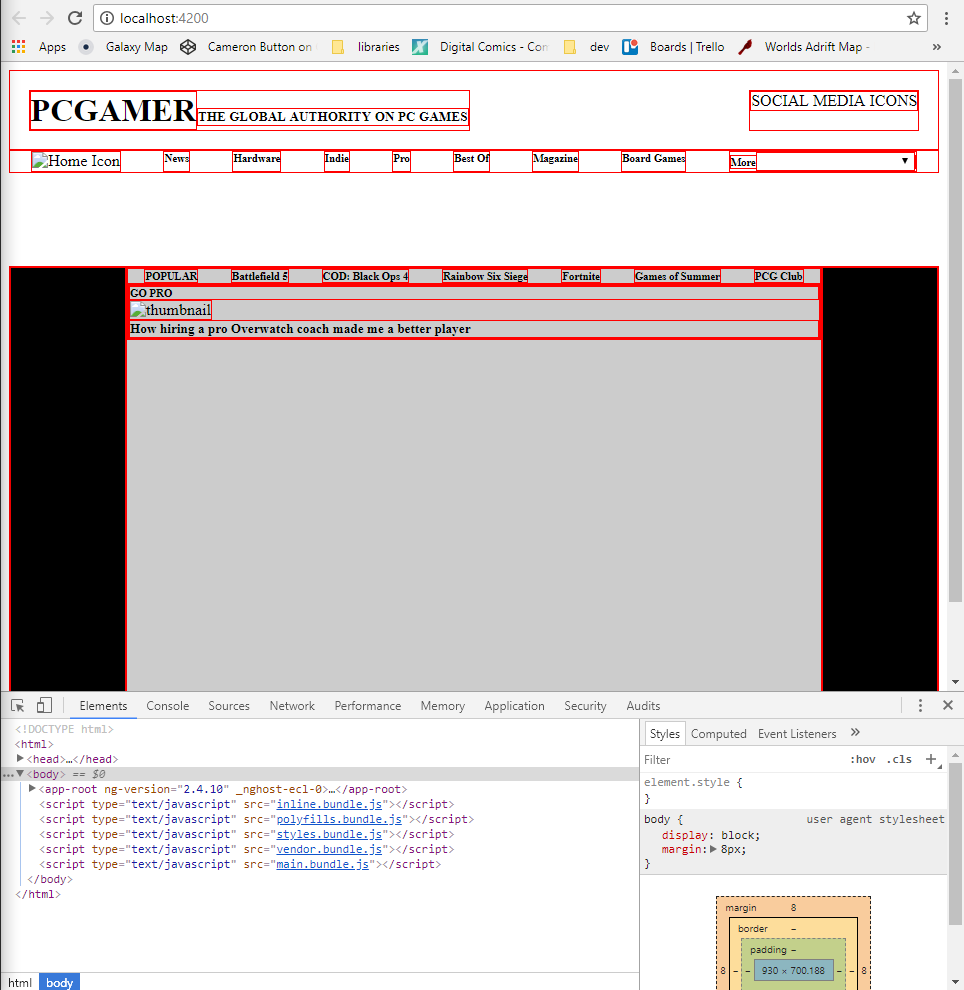 localhost:4200
Apps Galaxy Map Cameron Button on libraries Digital Comics - Con dev Boards | Trello Worlds Adrift Map - »
PCGAMER THE GLOBAL AUTHORITY ON PC GAMES SOCIAL MEDIA ICONS
Home Icon News Hardware Indie Pro Best Of Magazine Board Games More
POPULAR Battlefield 5 COD: Black Ops 4 Rainbow Six Siege Fortnite Games of Summer PCG Club
GO PRO
thumbnail
How hiring a pro Overwatch coach made me a better player
Elements Console Sources Network Performance Memory Application Security Audits
<!DOCTYPE html>
<html>
<head>…</head>
…<body> == $0
<app-root ng-version="2.4.10" _nghost-ecl-0>…</app-root>
<script type="text/javascript" src="inline.bundle.js"></script>
<script type="text/javascript" src="polyfills.bundle.js"></script>
<script type="text/javascript" src="styles.bundle.js"></script>
<script type="text/javascript" src="vendor.bundle.js"></script>
<script type="text/javascript" src="main.bundle.js"></script>
</body>
</html>
html body
Styles Computed Event Listeners »
Filter :hov .cls +
element.style {
}
body { user agent stylesheet
display: block;
margin: 8px;
}
margin 8
border –
padding –
8 – – 930 × 700.188 – – 8